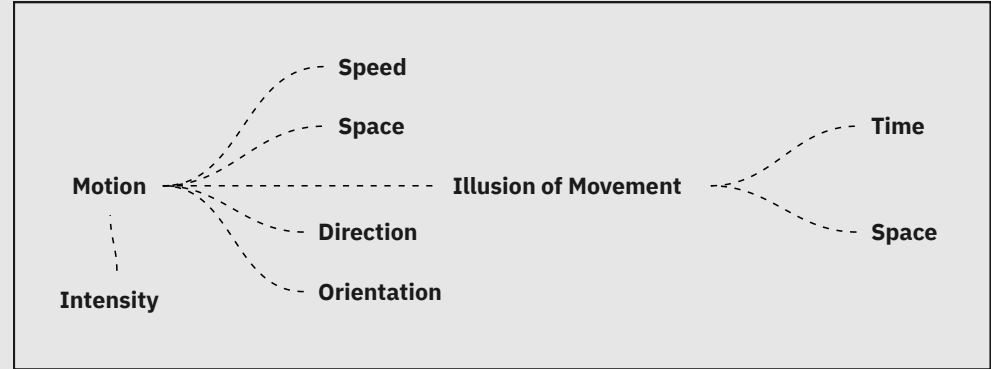 Speed
Space
Time
Motion
Illusion of Movement
Direction
Space
Orientation
Intensity